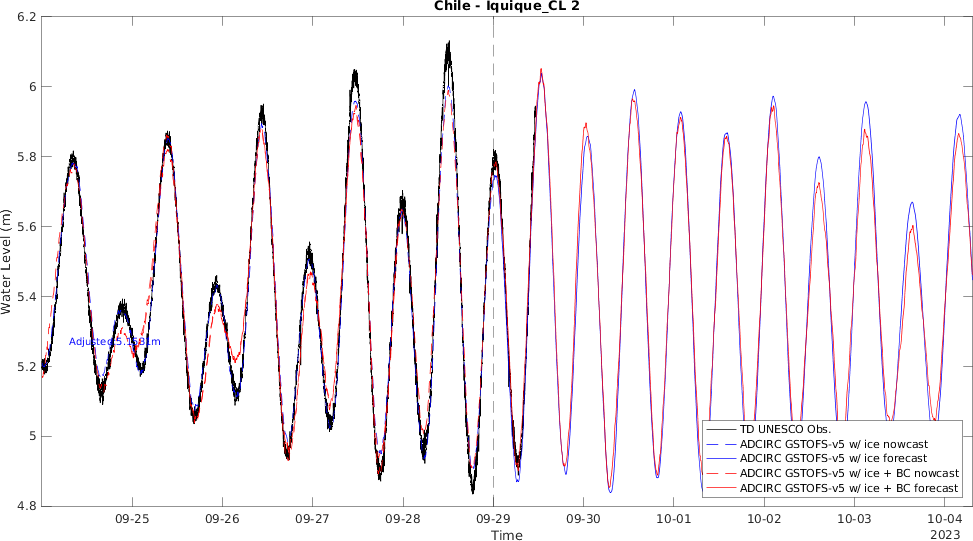 Chile - Iquique_CL 2
6.2
6
5.8
5.6
5.4
5.2
5
4.8
Water Level (m)
Adjusted 5.1681m
TD UNESCO Obs.
ADCIRC GSTOFS-v5 w/ ice nowcast
ADCIRC GSTOFS-v5 w/ ice forecast
ADCIRC GSTOFS-v5 w/ ice + BC nowcast
ADCIRC GSTOFS-v5 w/ ice + BC forecast
09-25 09-26 09-27 09-28 09-29 09-30 10-01 10-02 10-03 10-04
Time
2023